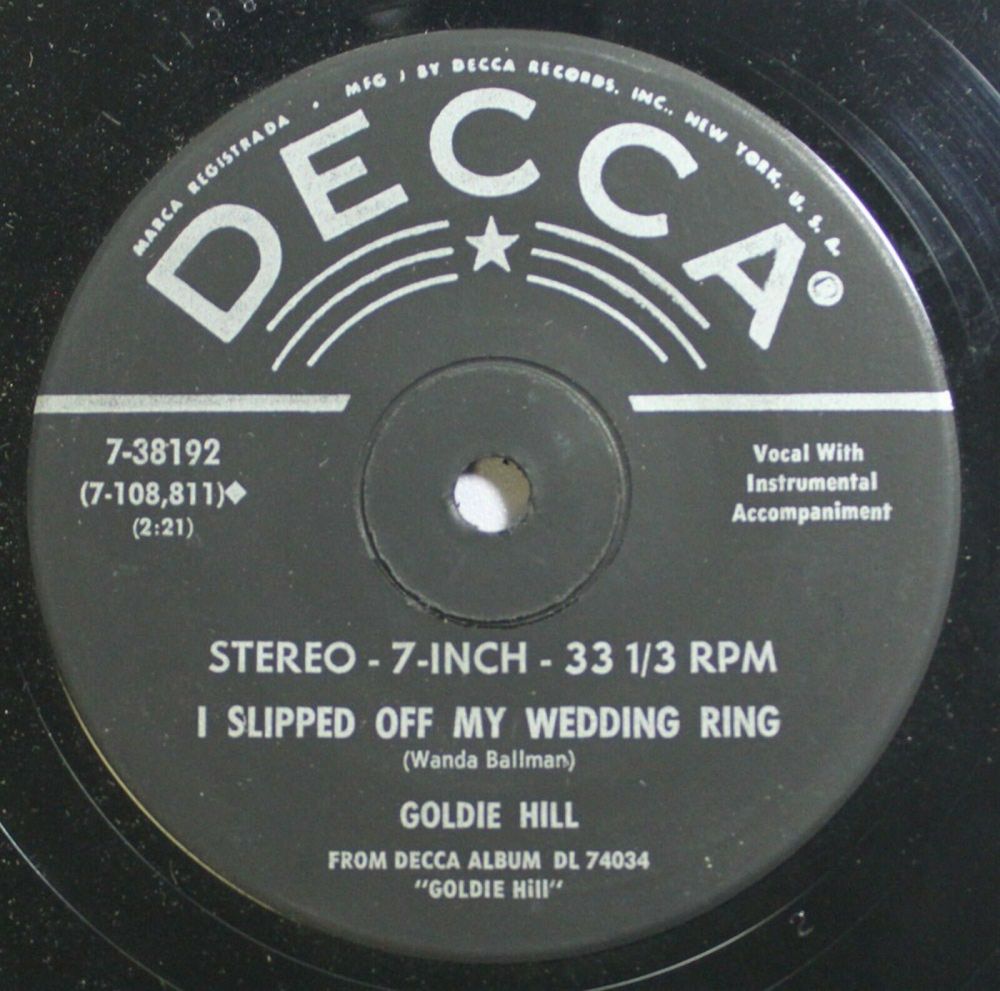 MARCA REGISTRADA • MFG'D BY DECCA RECORDS, INC., NEW YORK, U. S. A.
DECCA®
7-38192
(7-108,811)◆
(2:21)
Vocal With
Instrumental
Accompaniment
STEREO - 7-INCH - 33 1/3 RPM
I SLIPPED OFF MY WEDDING RING
(Wanda Ballman)
GOLDIE HILL
FROM DECCA ALBUM DL 74034
"GOLDIE Hill"
2